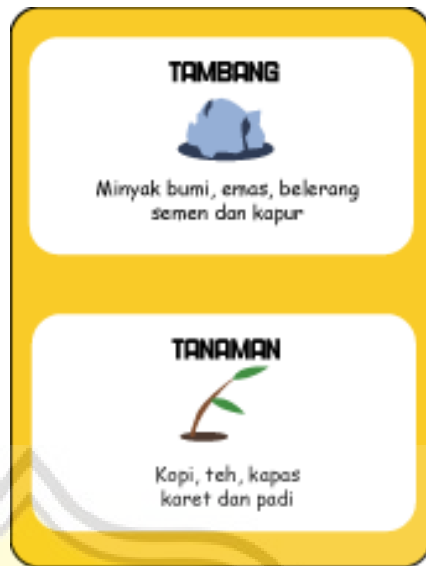 TAMBANG
Minyak bumi, emas, belerang
semen dan kapur
TANAMAN
Kopi, teh, kapas
karet dan padi